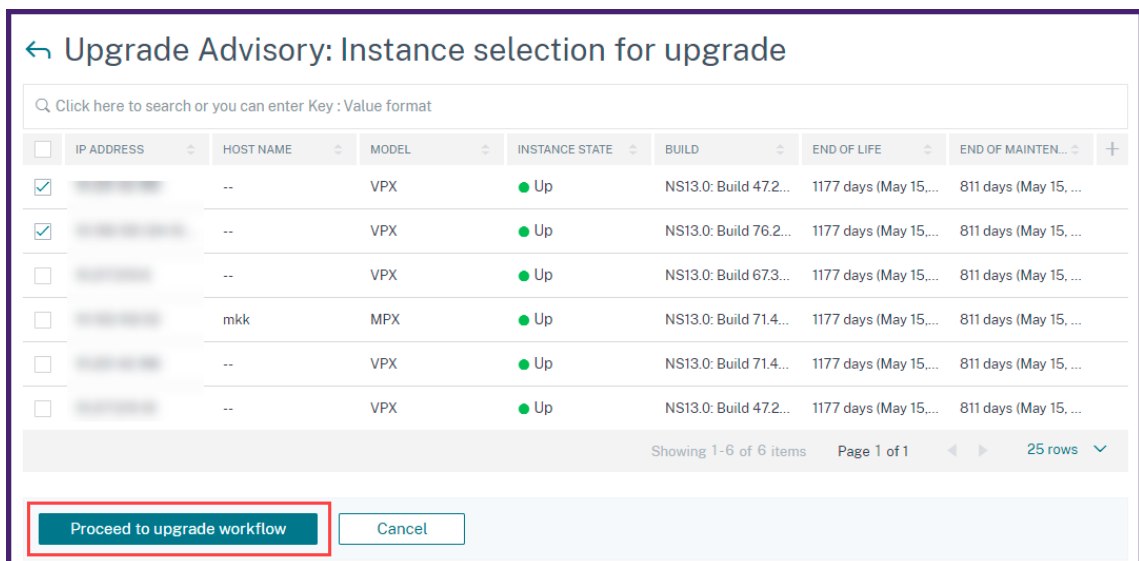 Upgrade Advisory: Instance selection for upgrade
Click here to search or you can enter Key : Value format
IP ADDRESS HOST NAME MODEL INSTANCE STATE BUILD END OF LIFE END OF MAINTEN...
-- VPX Up NS13.0: Build 47.2... 1177 days (May 15,... 811 days (May 15, ...
-- VPX Up NS13.0: Build 76.2... 1177 days (May 15,... 811 days (May 15, ...
-- VPX Up NS13.0: Build 67.3... 1177 days (May 15,... 811 days (May 15, ...
mkk MPX Up NS13.0: Build 71.4... 1177 days (May 15,... 811 days (May 15, ...
-- VPX Up NS13.0: Build 71.4... 1177 days (May 15,... 811 days (May 15, ...
-- VPX Up NS13.0: Build 47.2... 1177 days (May 15,... 811 days (May 15, ...
Showing 1-6 of 6 items Page 1 of 1 25 rows
Proceed to upgrade workflow Cancel